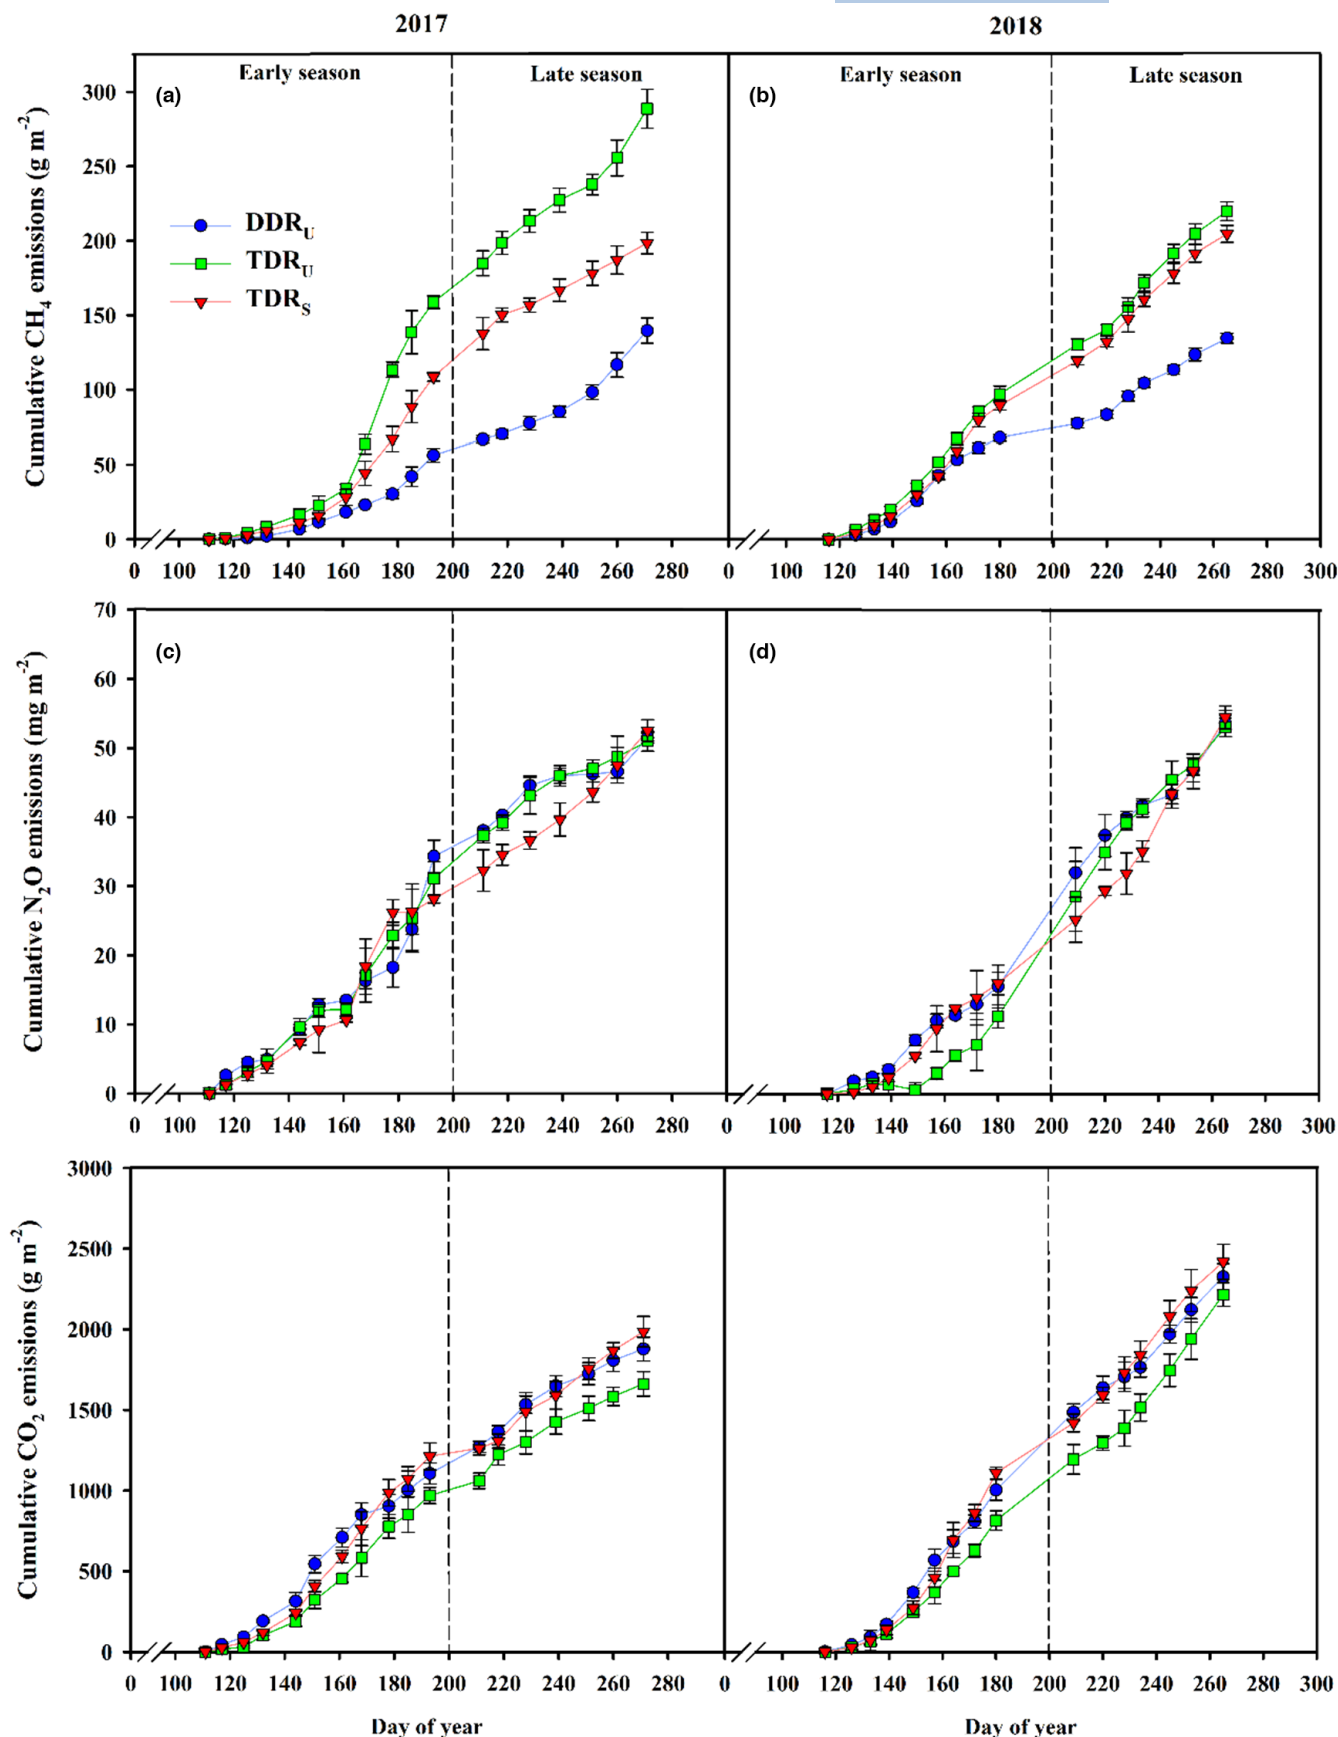 2017 2018
Early season Late season Early season Late season
(a) (b)
Cumulative CH4 emissions (g m-2)
300
250
200
150
100
50
0
DDRU
TDRU
TDRS
0 100 120 140 160 180 200 220 240 260 280 0 100 120 140 160 180 200 220 240 260 280 300
(c) (d)
Cumulative N2O emissions (mg m-2)
70
60
50
40
30
20
10
0
0 100 120 140 160 180 200 220 240 260 280 0 100 120 140 160 180 200 220 240 260 280 300
Cumulative CO2 emissions (g m-2)
3000
2500
2000
1500
1000
500
0
0 100 120 140 160 180 200 220 240 260 280 0 100 120 140 160 180 200 220 240 260 280 300
Day of year Day of year